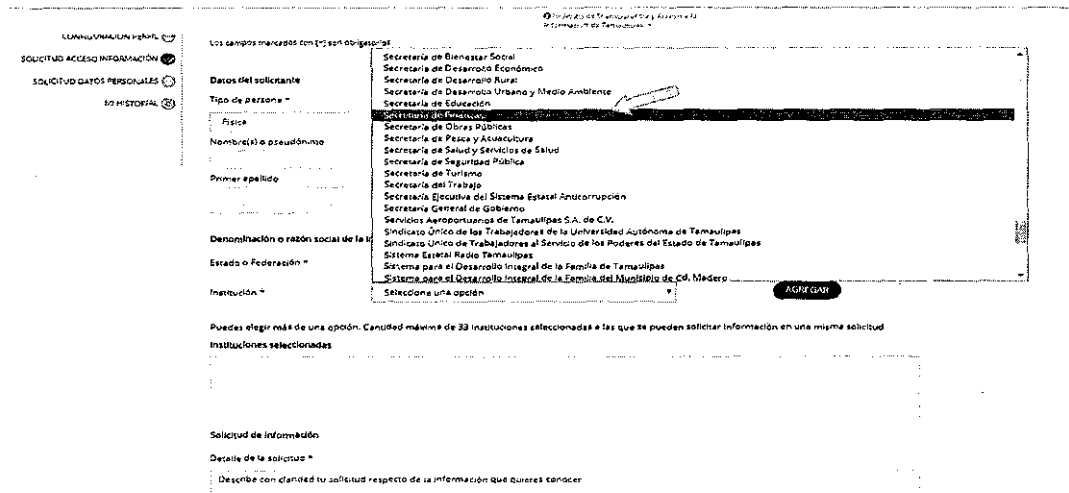 Instituto de Transparencia y Acceso a la
Información de Tamaulipas
CONFIGURACIÓN PERFIL
SOLICITUD ACCESO INFORMACIÓN
SOLICITUD DATOS PERSONALES
MI HISTORIAL
Los campos marcados con (*) son obligatorios
Datos del solicitante
Tipo de persona *
Física
Nombre(s) o pseudónimo
Primer apellido
Denominación o razón social de la
Estado o Federación *
Institución *
Secretaría de Bienestar Social
Secretaría de Desarrollo Económico
Secretaría de Desarrollo Rural
Secretaría de Desarrollo Urbano y Medio Ambiente
Secretaría de Educación
Secretaría de Finanzas
Secretaría de Obras Públicas
Secretaría de Pesca y Acuacultura
Secretaría de Salud y Servicios de Salud
Secretaría de Seguridad Pública
Secretaría de Turismo
Secretaría del Trabajo
Secretaría Ejecutiva del Sistema Estatal Anticorrupción
Secretaría General de Gobierno
Servicios Aeroportuarios de Tamaulipas S.A. de C.V.
Sindicato Único de los Trabajadores de la Universidad Autónoma de Tamaulipas
Sindicato Único de Trabajadores al Servicio de los Poderes del Estado de Tamaulipas
Sistema Estatal Radio Tamaulipas
Sistema para el Desarrollo Integral de la Familia de Tamaulipas
Sistema para el Desarrollo Integral de la Familia del Municipio de Cd. Madero
Seleccione una opción
AGREGAR
Puedes elegir más de una opción. Cantidad máxima de 33 instituciones seleccionadas a las que se pueden solicitar información en una misma solicitud
Instituciones seleccionadas
Solicitud de información
Detalle de la solicitud *
Describe con claridad tu solicitud respecto de la información que quieres conocer